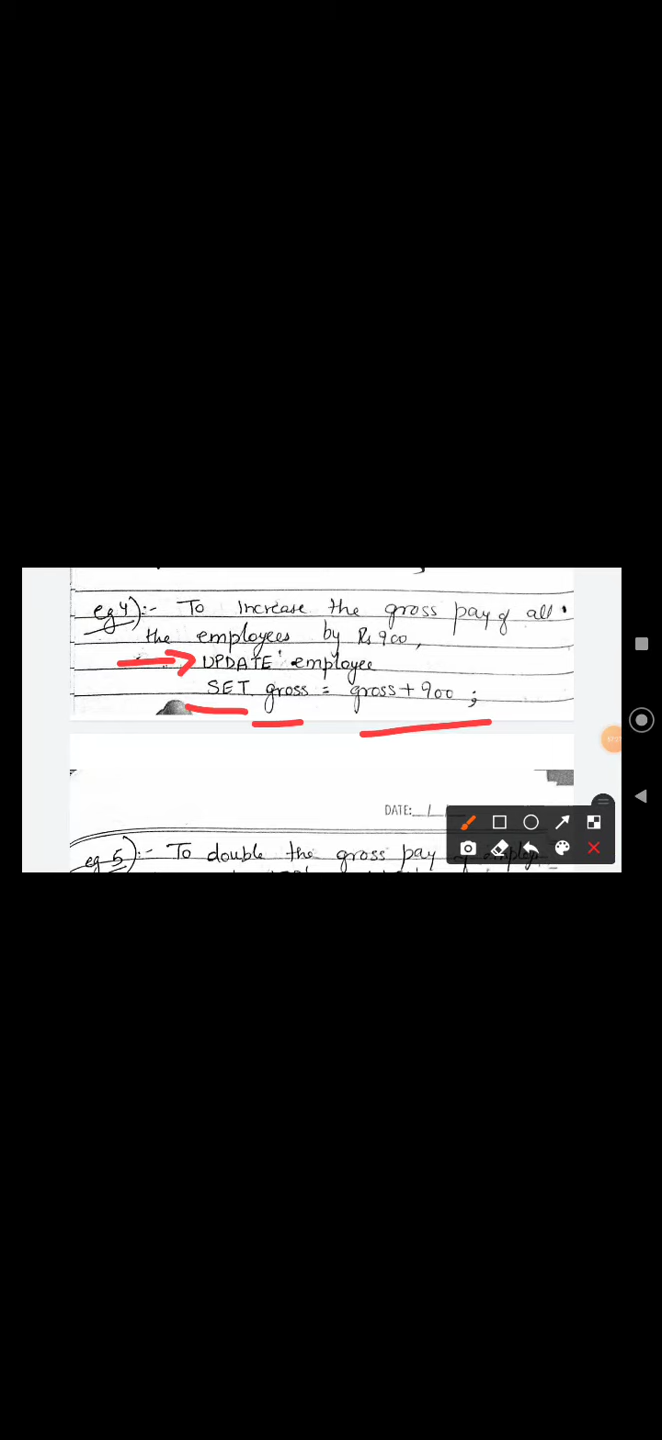 eg 4):- To Increase the gross pay of all
the employees by Rs 900,
UPDATE employee
SET gross = gross + 900 ;
DATE: / /
eg 5):- To double the gross pay